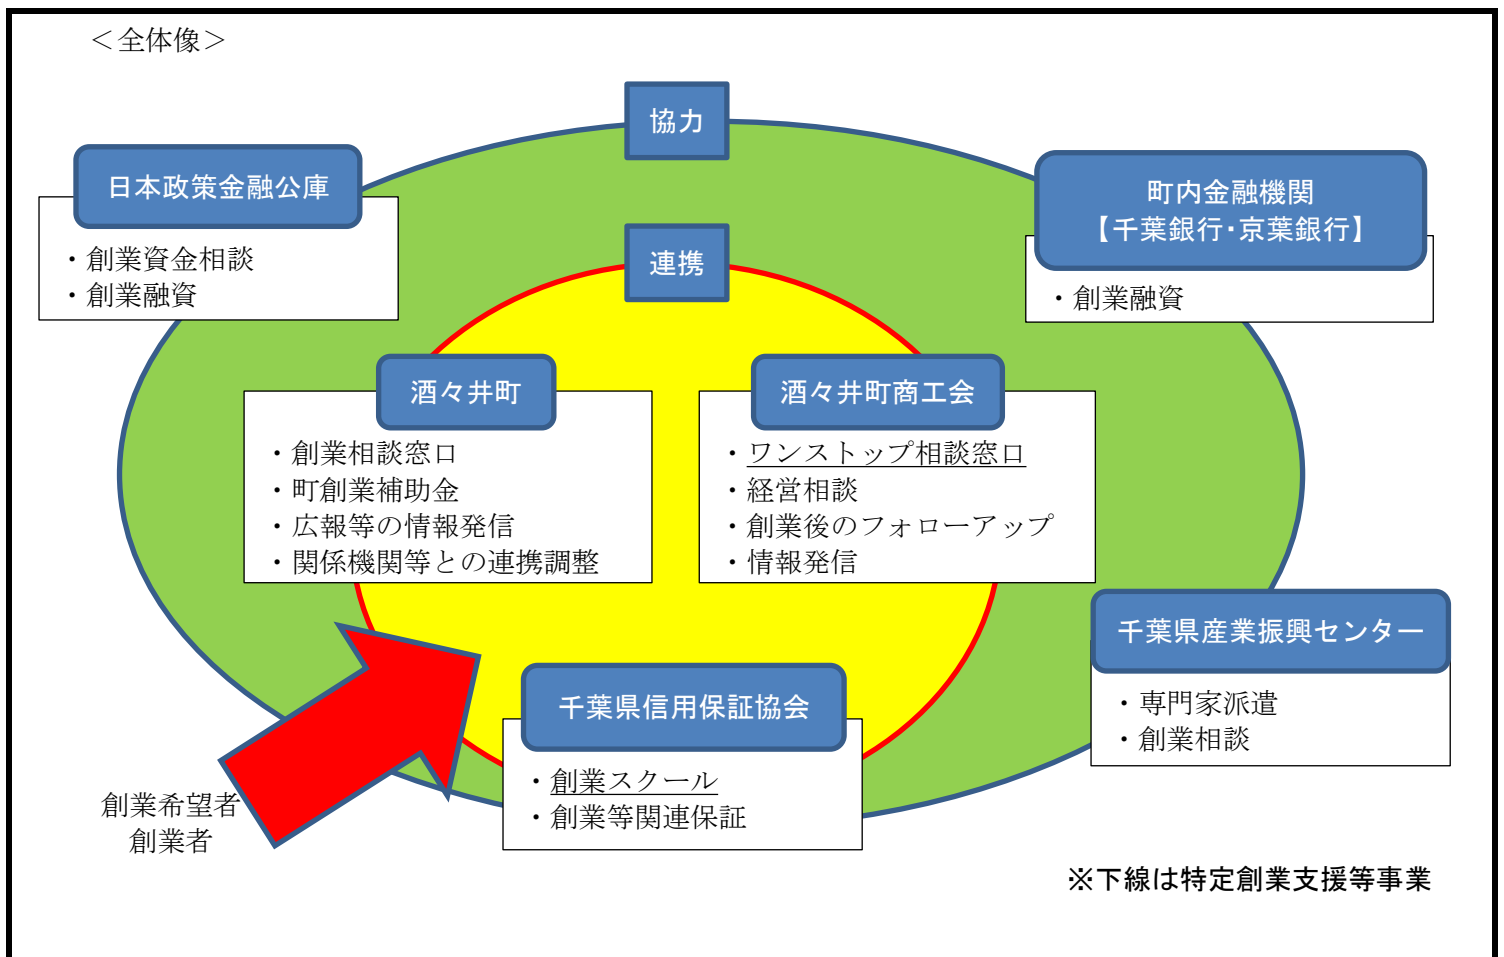 ＜全体像＞
協力
日本政策金融公庫
・創業資金相談
・創業融資
町内金融機関
【千葉銀行・京葉銀行】
・創業融資
連携
酒々井町
・創業相談窓口
・町創業補助金
・広報等の情報発信
・関係機関等との連携調整
酒々井町商工会
・ワンストップ相談窓口
・経営相談
・創業後のフォローアップ
・情報発信
千葉県産業振興センター
・専門家派遣
・創業相談
千葉県信用保証協会
・創業スクール
・創業等関連保証
創業希望者
創業者
※下線は特定創業支援等事業